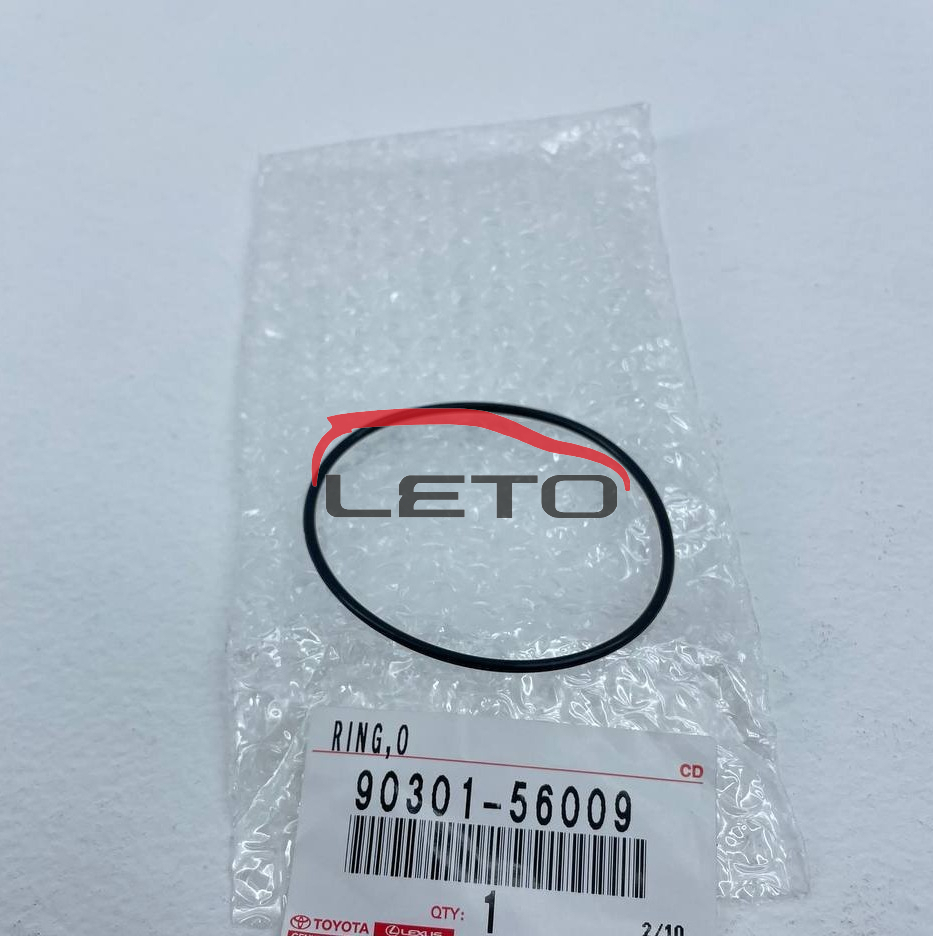 LETO
RING,O
CD
90301-56009
QTY: 1
TOYOTA LEXUS
2/10